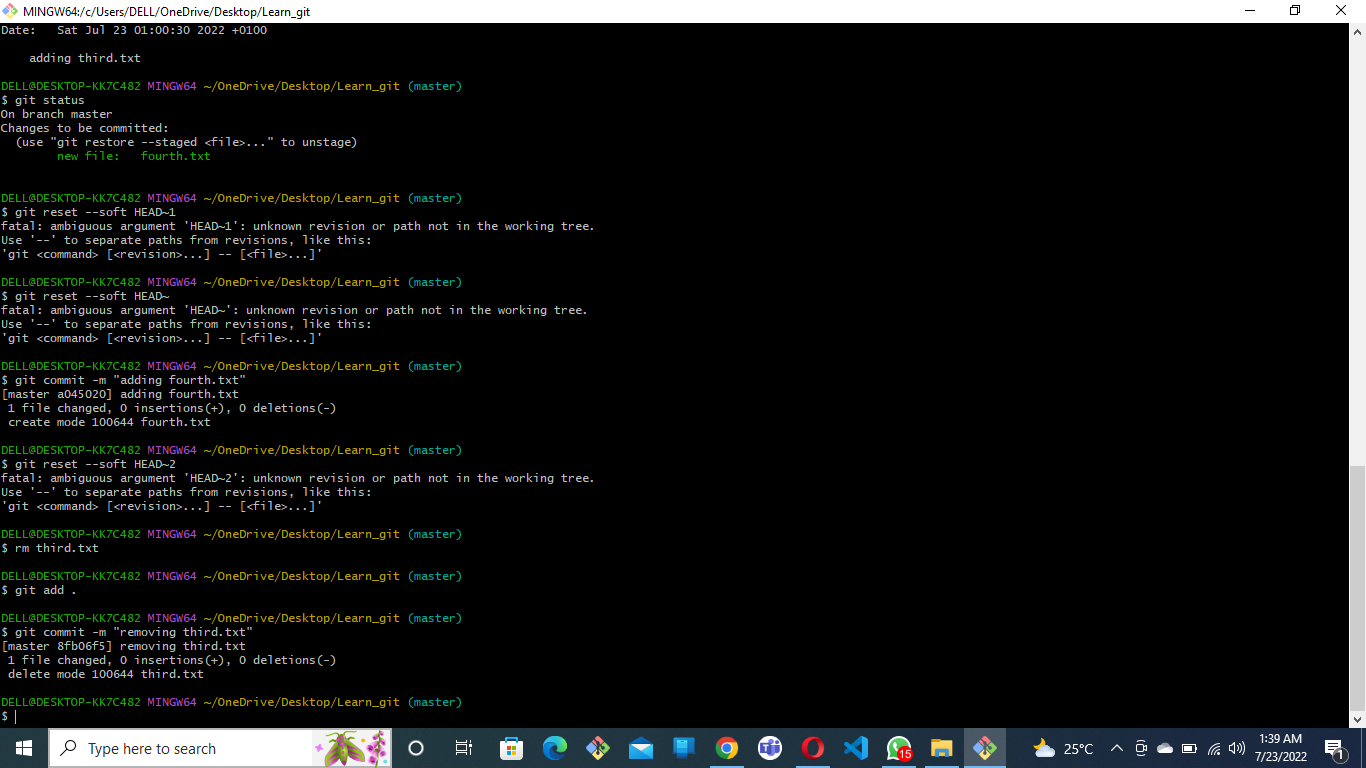 MINGW64:/c/Users/DELL/OneDrive/Desktop/Learn_git
Date:   Sat Jul 23 01:00:30 2022 +0100
    adding third.txt
DELL@DESKTOP-KK7C482 MINGW64 ~/OneDrive/Desktop/Learn_git (master)
$ git status
On branch master
Changes to be committed:
  (use "git restore --staged <file>..." to unstage)
        new file:   fourth.txt
DELL@DESKTOP-KK7C482 MINGW64 ~/OneDrive/Desktop/Learn_git (master)
$ git reset --soft HEAD~1
fatal: ambiguous argument 'HEAD~1': unknown revision or path not in the working tree.
Use '--' to separate paths from revisions, like this:
'git <command> [<revision>...] -- [<file>...]'
DELL@DESKTOP-KK7C482 MINGW64 ~/OneDrive/Desktop/Learn_git (master)
$ git reset --soft HEAD~
fatal: ambiguous argument 'HEAD~': unknown revision or path not in the working tree.
Use '--' to separate paths from revisions, like this:
'git <command> [<revision>...] -- [<file>...]'
DELL@DESKTOP-KK7C482 MINGW64 ~/OneDrive/Desktop/Learn_git (master)
$ git commit -m "adding fourth.txt"
[master a045020] adding fourth.txt
 1 file changed, 0 insertions(+), 0 deletions(-)
 create mode 100644 fourth.txt
DELL@DESKTOP-KK7C482 MINGW64 ~/OneDrive/Desktop/Learn_git (master)
$ git reset --soft HEAD~2
fatal: ambiguous argument 'HEAD~2': unknown revision or path not in the working tree.
Use '--' to separate paths from revisions, like this:
'git <command> [<revision>...] -- [<file>...]'
DELL@DESKTOP-KK7C482 MINGW64 ~/OneDrive/Desktop/Learn_git (master)
$ rm third.txt
DELL@DESKTOP-KK7C482 MINGW64 ~/OneDrive/Desktop/Learn_git (master)
$ git add .
DELL@DESKTOP-KK7C482 MINGW64 ~/OneDrive/Desktop/Learn_git (master)
$ git commit -m "removing third.txt"
[master 8fb06f5] removing third.txt
 1 file changed, 0 insertions(+), 0 deletions(-)
 delete mode 100644 third.txt
DELL@DESKTOP-KK7C482 MINGW64 ~/OneDrive/Desktop/Learn_git (master)
$
Type here to search
15
25°C
1:39 AM
7/23/2022
1